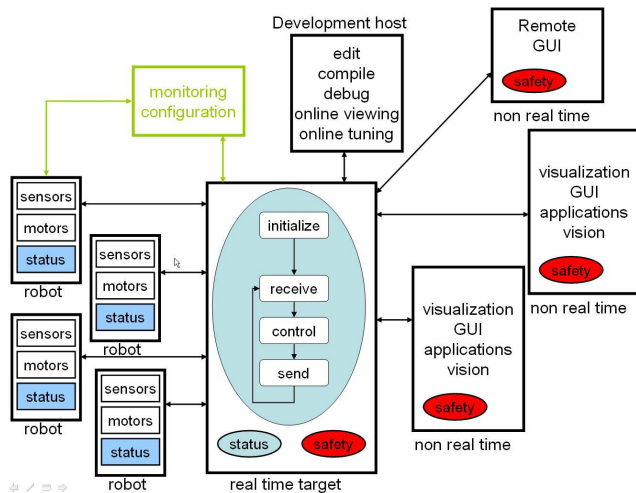 Development host
edit
compile
debug
online viewing
online tuning
Remote
GUI
safety
non real time
monitoring
configuration
visualization
GUI
applications
vision
safety
non real time
sensors
motors
status
robot
sensors
motors
status
robot
sensors
motors
status
robot
sensors
motors
status
robot
initialize
receive
control
send
status
safety
real time target
visualization
GUI
applications
vision
safety
non real time